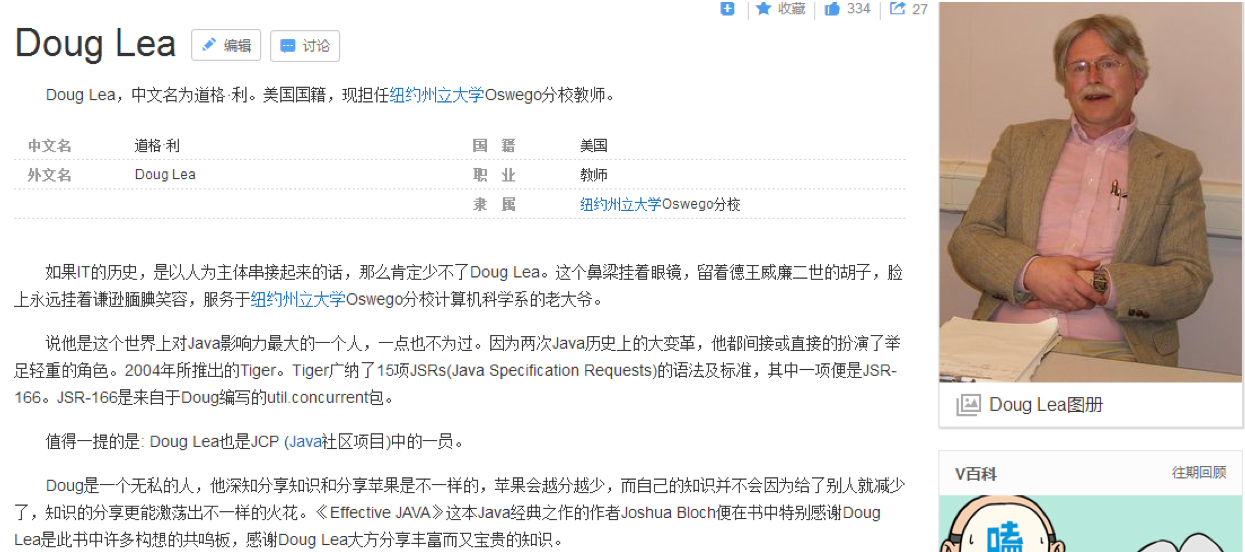 收藏 334 27
Doug Lea 编辑 讨论
Doug Lea，中文名为道格·利。美国国籍，现担任纽约州立大学Oswego分校教师。
中文名 道格·利 国 籍 美国
外文名 Doug Lea 职 业 教师
隶 属 纽约州立大学Oswego分校
如果IT的历史，是以人为主体串接起来的话，那么肯定少不了Doug Lea。这个鼻梁挂着眼镜，留着德王威廉二世的胡子，脸
上永远挂着谦逊腼腆笑容，服务于纽约州立大学Oswego分校计算机科学系的老大爷。
说他是这个世界上对Java影响力最大的一个人，一点也不为过。因为两次Java历史上的大变革，他都间接或直接的扮演了举
足轻重的角色。2004年所推出的Tiger。Tiger广纳了15项JSRs(Java Specification Requests)的语法及标准，其中一项便是JSR-
166。JSR-166是来自于Doug编写的util.concurrent包。
值得一提的是: Doug Lea也是JCP (Java社区项目)中的一员。
Doug是一个无私的人，他深知分享知识和分享苹果是不一样的，苹果会越分越少，而自己的知识并不会因为给了别人就减少
了，知识的分享更能激荡出不一样的火花。《Effective JAVA》这本Java经典之作的作者Joshua Bloch便在书中特别感谢Doug
Lea是此书中许多构想的共鸣板，感谢Doug Lea大方分享丰富而又宝贵的知识。
Doug Lea图册
V百科 往期回顾
嗑